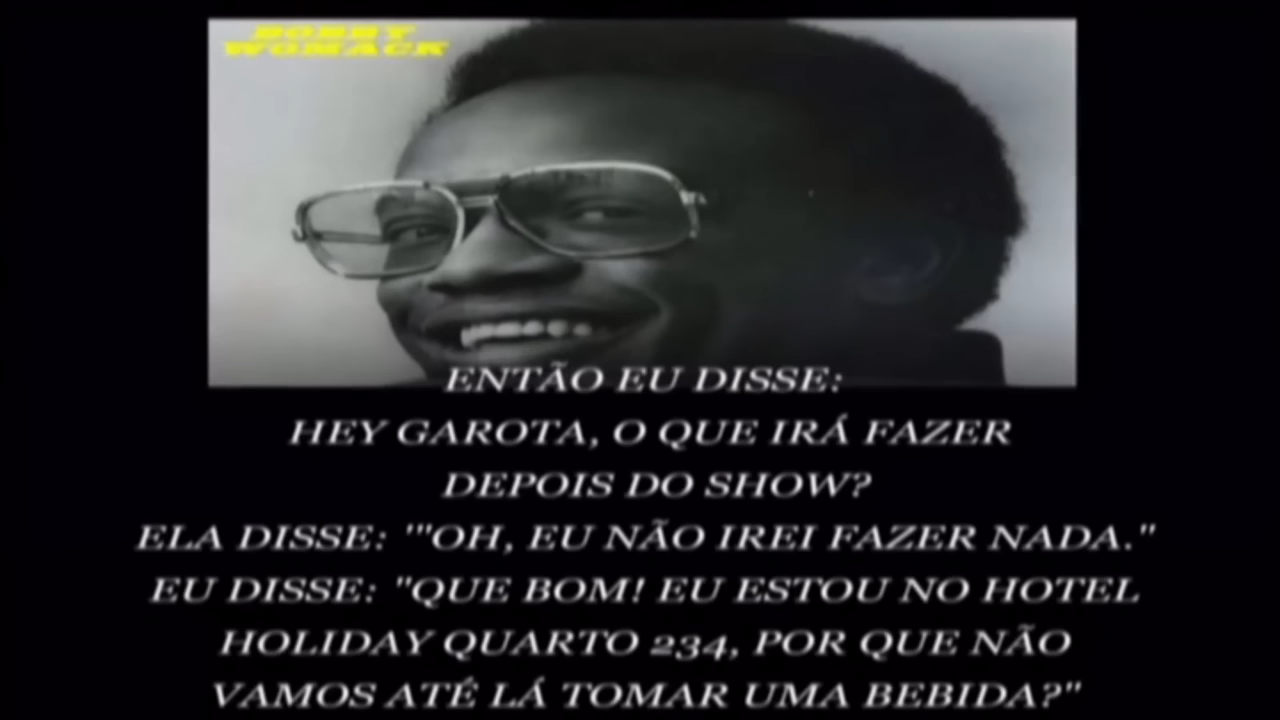 BOBBY
WOMACK
ENTÃO EU DISSE:
HEY GAROTA, O QUE IRÁ FAZER
DEPOIS DO SHOW?
ELA DISSE: '"OH, EU NÃO IREI FAZER NADA."
EU DISSE: "QUE BOM! EU ESTOU NO HOTEL
HOLIDAY QUARTO 234, POR QUE NÃO
VAMOS ATÉ LÁ TOMAR UMA BEBIDA?"